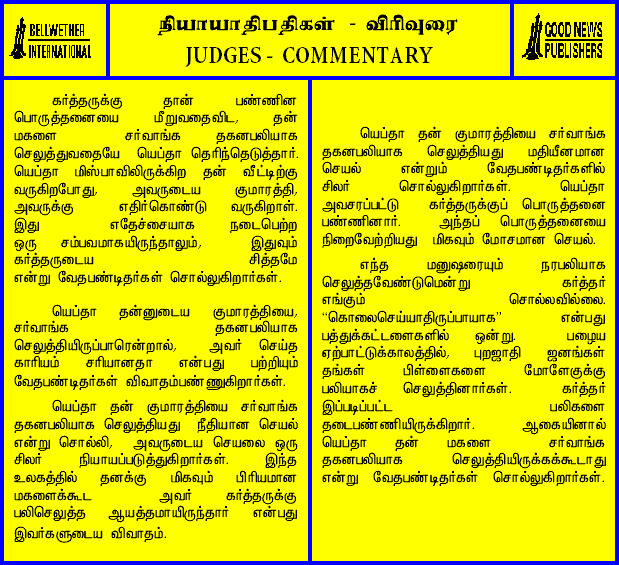 BELLWETHER
INTERNATIONAL
நியாயாதிபதிகள் - விரிவுரை
JUDGES - COMMENTARY
GOOD NEWS
PUBLISHERS
கர்த்தருக்கு தான் பண்ணின
பொருத்தனையை மீறுவதைவிட, தன்
மகளை சர்வாங்க தகனபலியாக
செலுத்துவதையே யெப்தா தெரிந்தெடுத்தார்.
யெப்தா மிஸ்பாவிலிருக்கிற தன் வீட்டிற்கு
வருகிறபோது, அவருடைய குமாரத்தி,
அவருக்கு எதிர்கொண்டு வருகிறாள்.
இது எதேச்சையாக நடைபெற்ற
ஒரு சம்பவமாகயிருந்தாலும், இதுவும்
கர்த்தருடைய சித்தமே
என்று வேதபண்டிதர்கள் சொல்லுகிறார்கள்.
யெப்தா தன்னுடைய குமாரத்தியை,
சர்வாங்க தகனபலியாக
செலுத்தியிருப்பாரென்றால், அவர் செய்த
காரியம் சரியானதா என்பது பற்றியும்
வேதபண்டிதர்கள் விவாதம்பண்ணுகிறார்கள்.
யெப்தா தன் குமாரத்தியை சர்வாங்க
தகனபலியாக செலுத்தியது நீதியான செயல்
என்று சொல்லி, அவருடைய செயலை ஒரு
சிலர் நியாயப்படுத்துகிறார்கள். இந்த
உலகத்தில் தனக்கு மிகவும் பிரியமான
மகளைக்கூட அவர் கர்த்தருக்கு
பலிசெலுத்த ஆயத்தமாயிருந்தார் என்பது
இவர்களுடைய விவாதம்.
யெப்தா தன் குமாரத்தியை சர்வாங்க
தகனபலியாக செலுத்தியது மதியீனமான
செயல் என்றும் வேதபண்டிதர்களில்
சிலர் சொல்லுகிறார்கள். யெப்தா
அவசரப்பட்டு கர்த்தருக்குப் பொருத்தனை
பண்ணினார். அந்தப் பொருத்தனையை
நிறைவேற்றியது மிகவும் மோசமான செயல்.
எந்த மனுஷரையும் நரபலியாக
செலுத்தவேண்டுமென்று கர்த்தர்
எங்கும் சொல்லவில்லை.
“கொலைசெய்யாதிருப்பாயாக” என்பது
பத்துக்கட்டளைகளில் ஒன்று. பழைய
ஏற்பாட்டுக்காலத்தில், புறஜாதி ஜனங்கள்
தங்கள் பிள்ளைகளை மோளேகுக்கு
பலியாகச் செலுத்தினார்கள். கர்த்தர்
இப்படிப்பட்ட பலிகளை
தடைபண்ணியிருக்கிறார். ஆகையினால்
யெப்தா தன் மகளை சர்வாங்க
தகனபலியாக செலுத்தியிருக்கக்கூடாது
என்று வேதபண்டிதர்கள் சொல்லுகிறார்கள்.